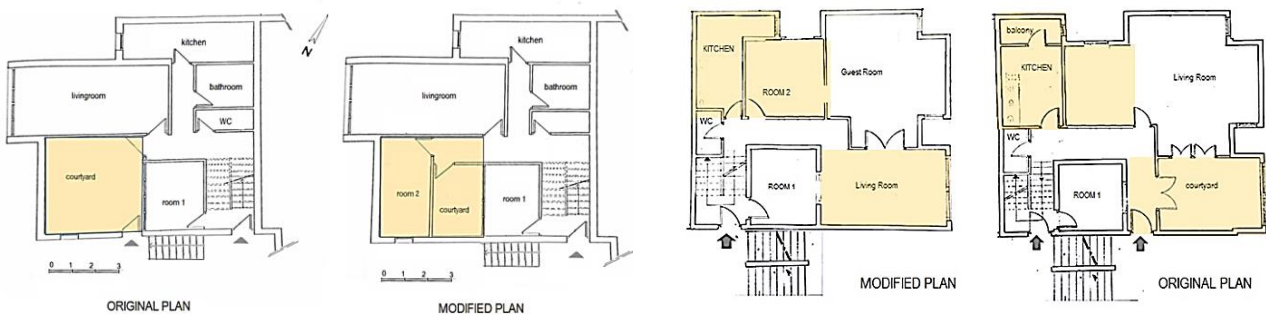 kitchen
livingroom
bathroom
WC
courtyard
room 1
0 1 2 3
ORIGINAL PLAN
N
kitchen
livingroom
bathroom
WC
room 2
courtyard
room 1
0 1 2 3
MODIFIED PLAN
KITCHEN
Guest Room
ROOM 2
WC
ROOM 1
Living Room
MODIFIED PLAN
balcony
KITCHEN
Living Room
WC
ROOM 1
courtyard
ORIGINAL PLAN